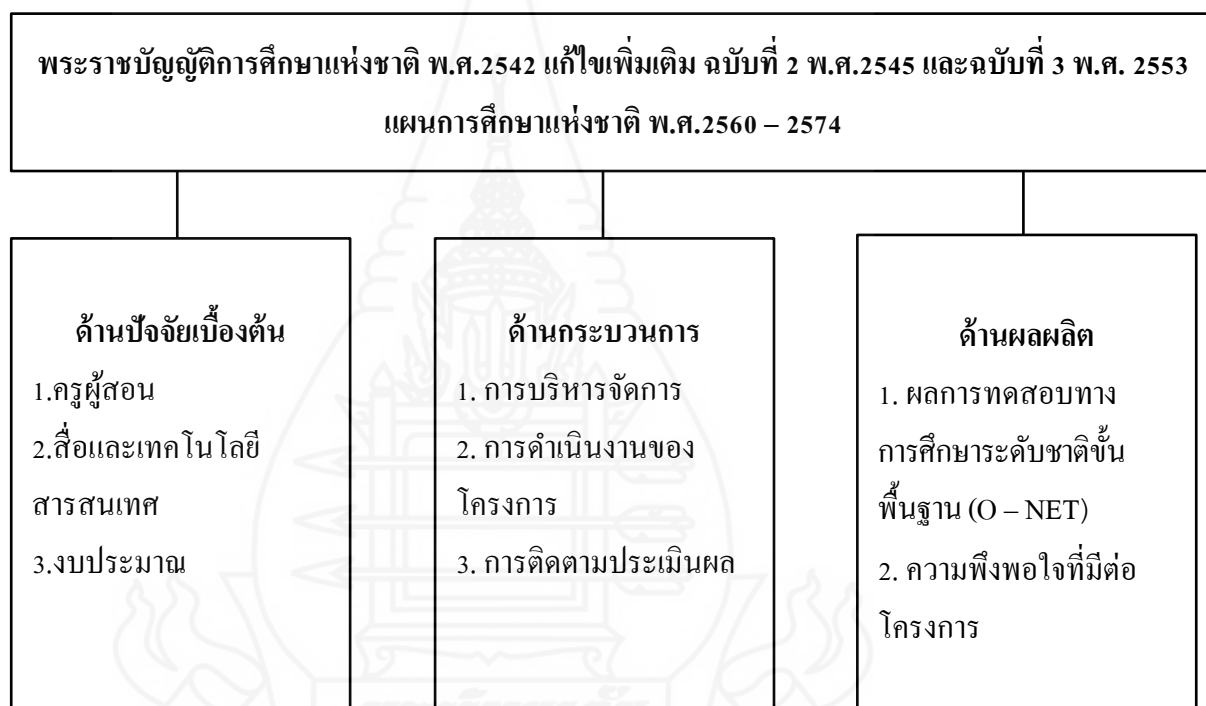 พระราชบัญญัติการศึกษาแห่งชาติ พ.ศ.2542 แก้ไขเพิ่มเติม ฉบับที่ 2 พ.ศ.2545 และฉบับที่ 3 พ.ศ. 2553
แผนการศึกษาแห่งชาติ พ.ศ.2560 – 2574
ด้านปัจจัยเบื้องต้น
1.ครูผู้สอน
2.สื่อและเทคโนโลยี
สารสนเทศ
3.งบประมาณ
ด้านกระบวนการ
1. การบริหารจัดการ
2. การดำเนินงานของ
โครงการ
3. การติดตามประเมินผล
ด้านผลผลิต
1. ผลการทดสอบทาง
การศึกษาระดับชาติขั้น
พื้นฐาน (O – NET)
2. ความพึงพอใจที่มีต่อ
โครงการ